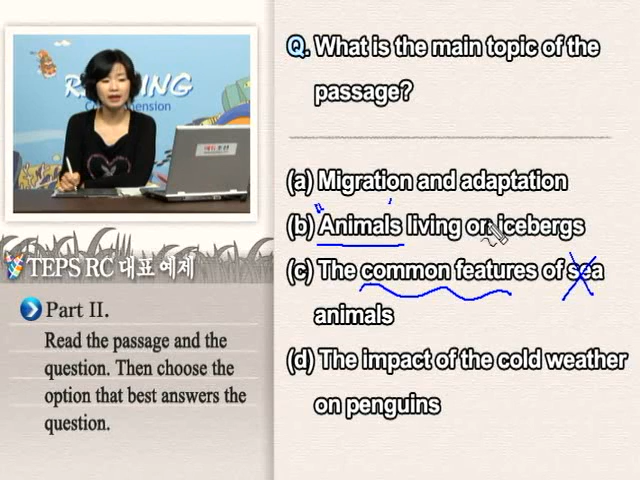 READING
Comprehension
TEPS RC 대표 예제
Part II.
Read the passage and the
question. Then choose the
option that best answers the
question.
Q. What is the main topic of the
passage?
(a) Migration and adaptation
(b) Animals living on icebergs
(c) The common features of sea
animals
(d) The impact of the cold weather
on penguins